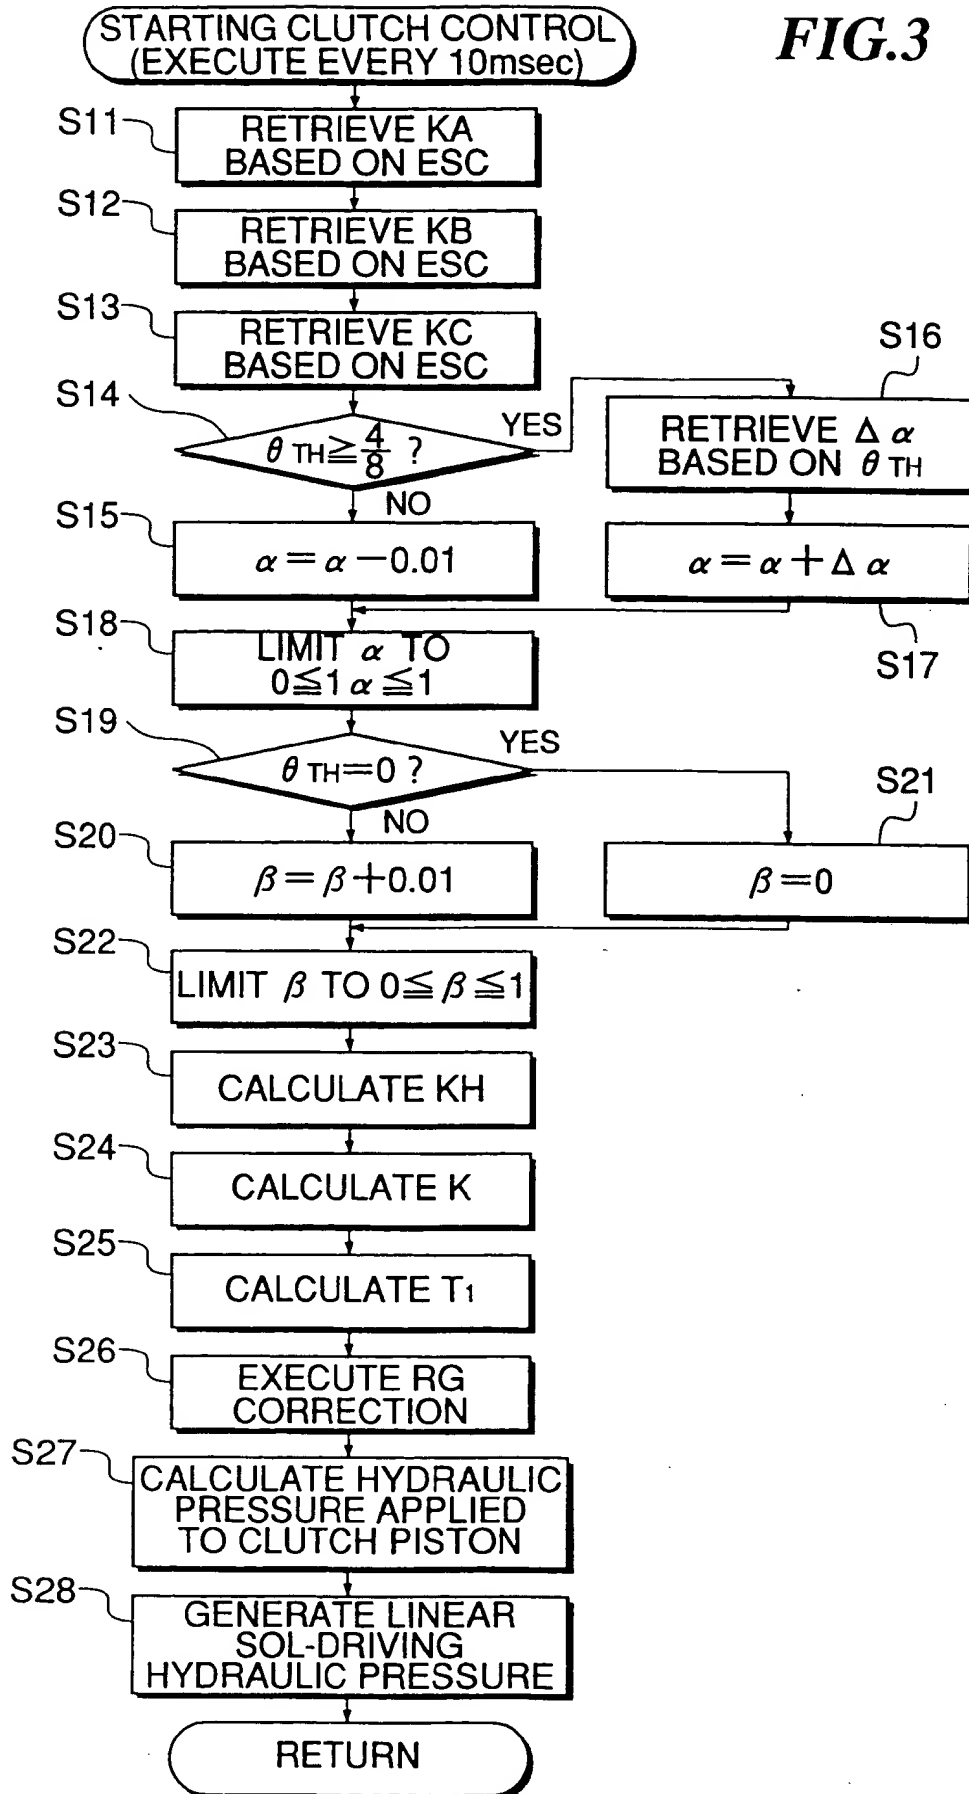 FIG.3
STARTING CLUTCH CONTROL
(EXECUTE EVERY 10msec)
S11
RETRIEVE KA
BASED ON ESC
S12
RETRIEVE KB
BASED ON ESC
S13
RETRIEVE KC
BASED ON ESC
S14
θ TH≧4/8 ?
YES
NO
S16
RETRIEVE Δ α
BASED ON θ TH
S15
α = α −0.01
α = α + Δ α
S17
S18
LIMIT α TO
0≦1 α ≦1
S19
θ TH=0 ?
YES
NO
S20
β = β +0.01
S21
β =0
S22
LIMIT β TO 0≦ β ≦1
S23
CALCULATE KH
S24
CALCULATE K
S25
CALCULATE T1
S26
EXECUTE RG
CORRECTION
S27
CALCULATE HYDRAULIC
PRESSURE APPLIED
TO CLUTCH PISTON
S28
GENERATE LINEAR
SOL-DRIVING
HYDRAULIC PRESSURE
RETURN